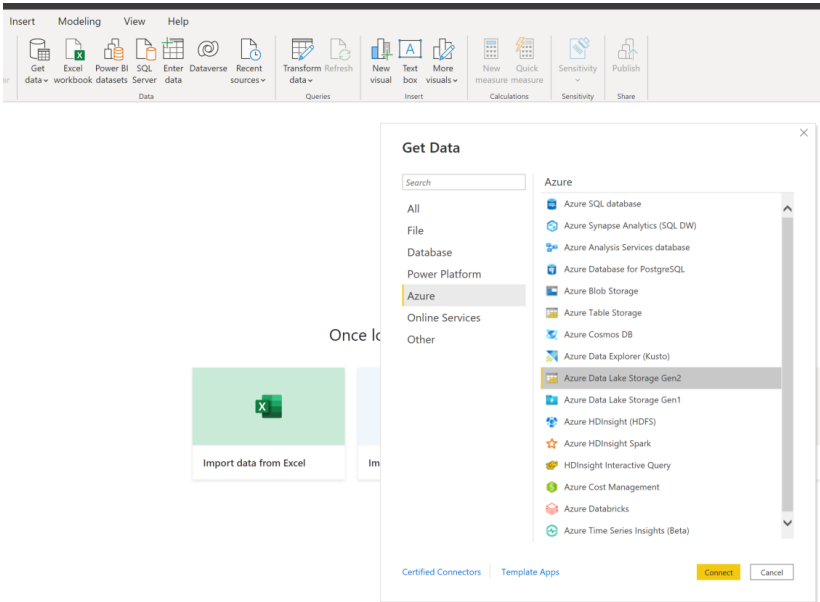 Insert Modeling View Help
er
Get data
Excel workbook
Power BI datasets
SQL Server
Enter data
Dataverse
Recent sources
Transform data
Refresh
New visual
Text box
More visuals
New measure
Quick measure
Sensitivity
Publish
Data
Queries
Insert
Calculations
Sensitivity
Share
Once lo
Import data from Excel
Im
Get Data
Search
All
File
Database
Power Platform
Azure
Online Services
Other
Azure
Azure SQL database
Azure Synapse Analytics (SQL DW)
Azure Analysis Services database
Azure Database for PostgreSQL
Azure Blob Storage
Azure Table Storage
Azure Cosmos DB
Azure Data Explorer (Kusto)
Azure Data Lake Storage Gen2
Azure Data Lake Storage Gen1
Azure HDInsight (HDFS)
Azure HDInsight Spark
HDInsight Interactive Query
Azure Cost Management
Azure Databricks
Azure Time Series Insights (Beta)
Certified Connectors
Template Apps
Connect
Cancel